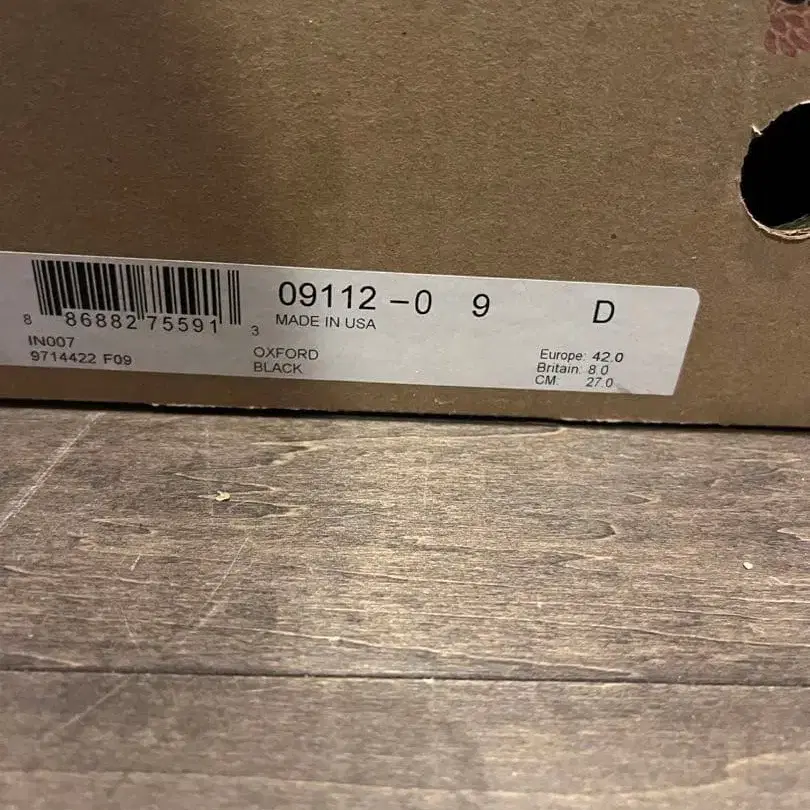 09112 -0 9 D
MADE IN USA
8 86882 75591 3
IN007
9714422 F09
OXFORD
BLACK
Europe: 42.0
Britain: 8.0
CM: 27.0